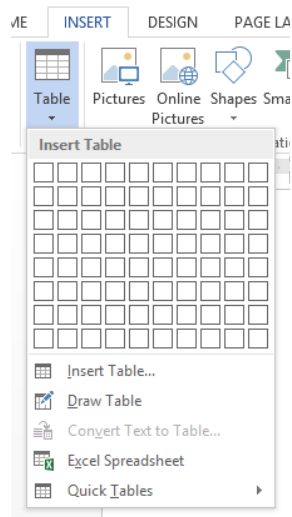 ME INSERT DESIGN PAGE LA
Table Pictures Online Shapes Sma
Pictures
Insert Table
ati
Insert Table...
Draw Table
Convert Text to Table...
Excel Spreadsheet
Quick Tables